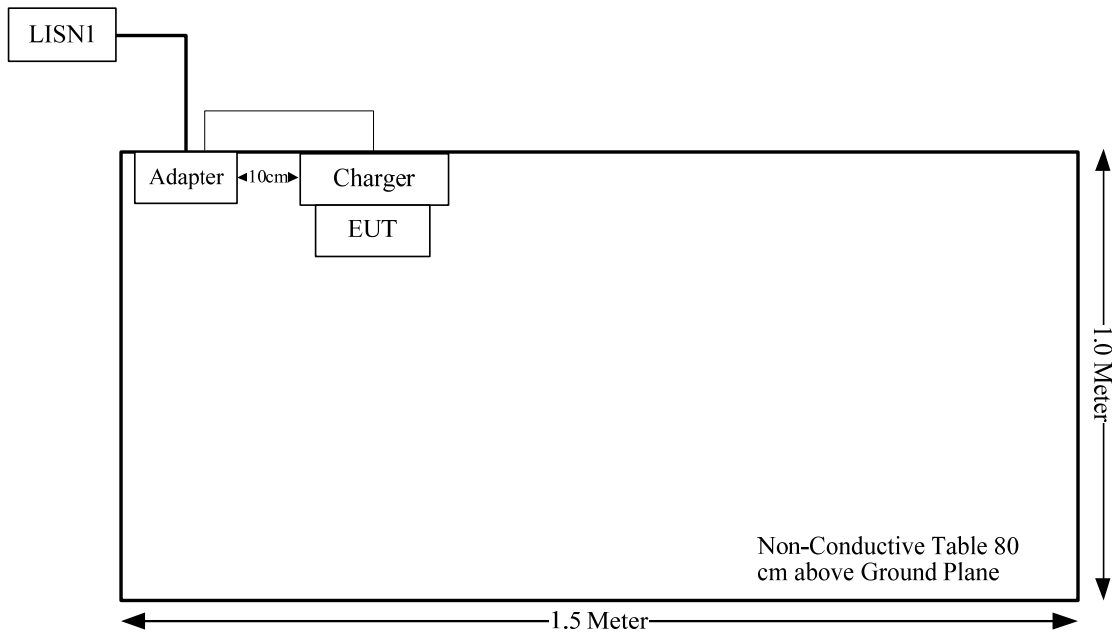 LISN1
Adapter
10cm
Charger
EUT
1.0 Meter
Non-Conductive Table 80
cm above Ground Plane
1.5 Meter